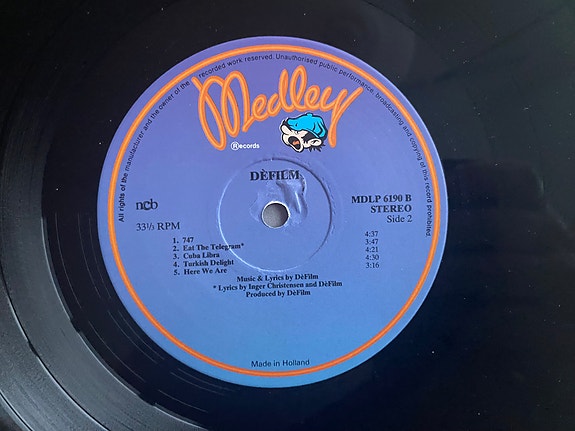 All rights of the manufacturer and the owner of the recorded work reserved. Unauthorised public performance, broadcasting and copying of this record prohibited.
Medley
Records
DÈFILM
ncb
MDLP 6190 B
STEREO
33⅓ RPM
Side 2
1. 747 4:37
2. Eat The Telegram* 3:47
3. Cuba Libra 4:21
4. Turkish Delight 4:30
5. Here We Are 3:16
Music & Lyrics by DèFilm
* Lyrics by Inger Christensen and DèFilm
Produced by DèFilm
Made in Holland